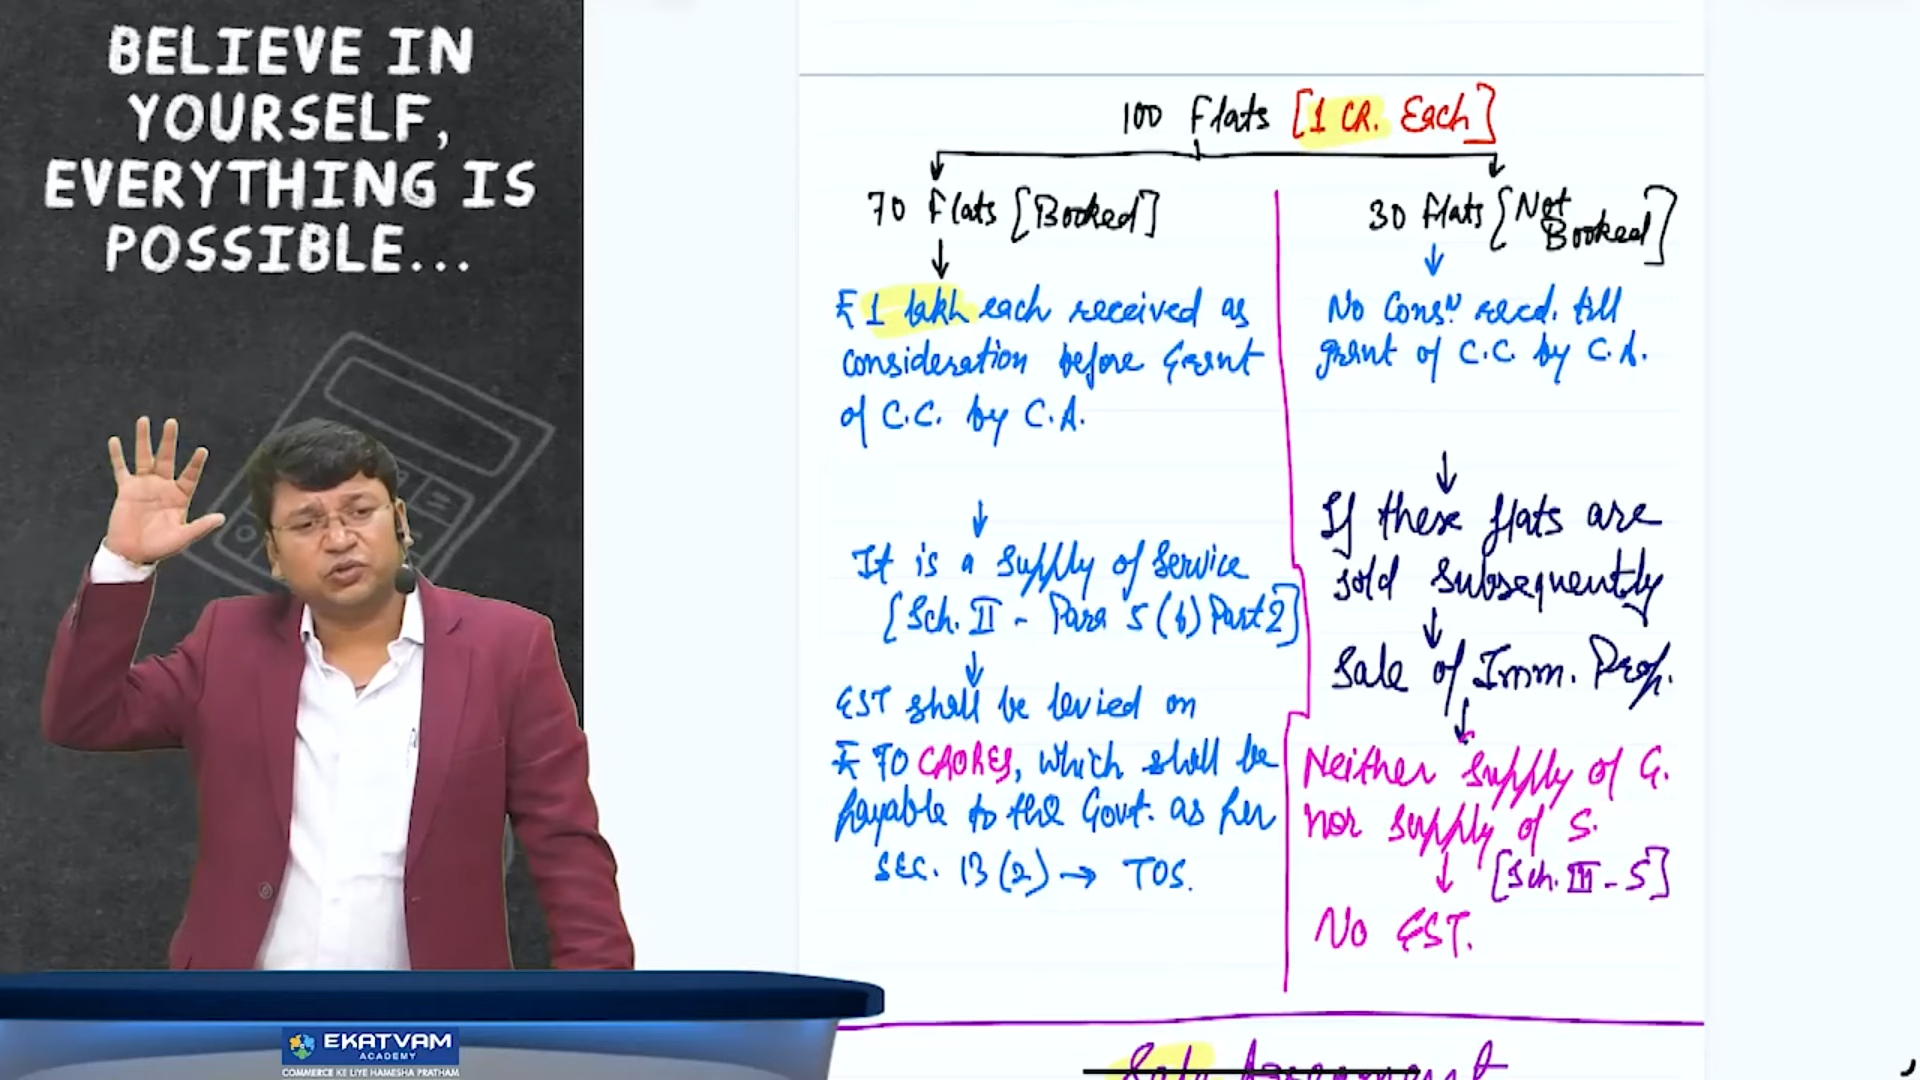 BELIEVE IN
YOURSELF,
EVERYTHING IS
POSSIBLE...
100 Flats [1 CR. Each]
70 Flats [Booked]
₹ 1 lakh each received as
consideration before Grant
of C.C. by C.A.
It is a Supply of Service
[Sch. II - Para 5(b) Part 2]
GST shall be levied on
₹ 70 CRORES, which shall be
payable to the Govt. as per
SEC. 13(2) → TOS.
30 Flats [Not
Booked]
No Consn. recd. till
grant of C.C. by C.A.
If these flats are
sold subsequently
Sale of Imm. Prop.
Neither Supply of G.
nor supply of S.
[Sch. III - 5]
No GST.
EKATVAM
ACADEMY
COMMERCE KE LIYE HAMESHA PRATHAM